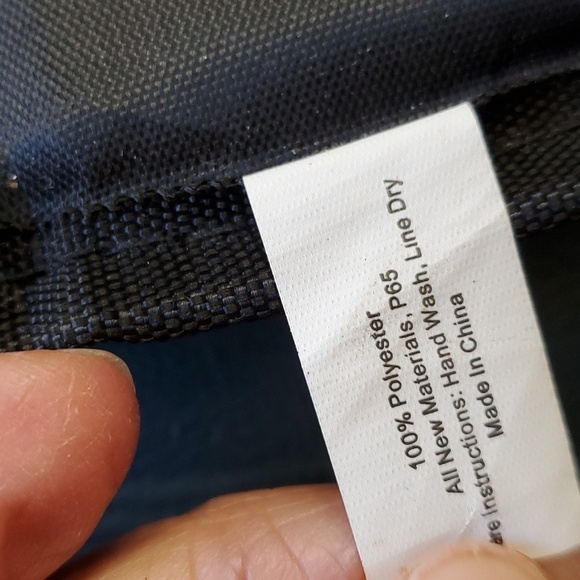 100% Polyester
All New Materials, P65
are Instructions: Hand Wash, Line Dry
Made In China